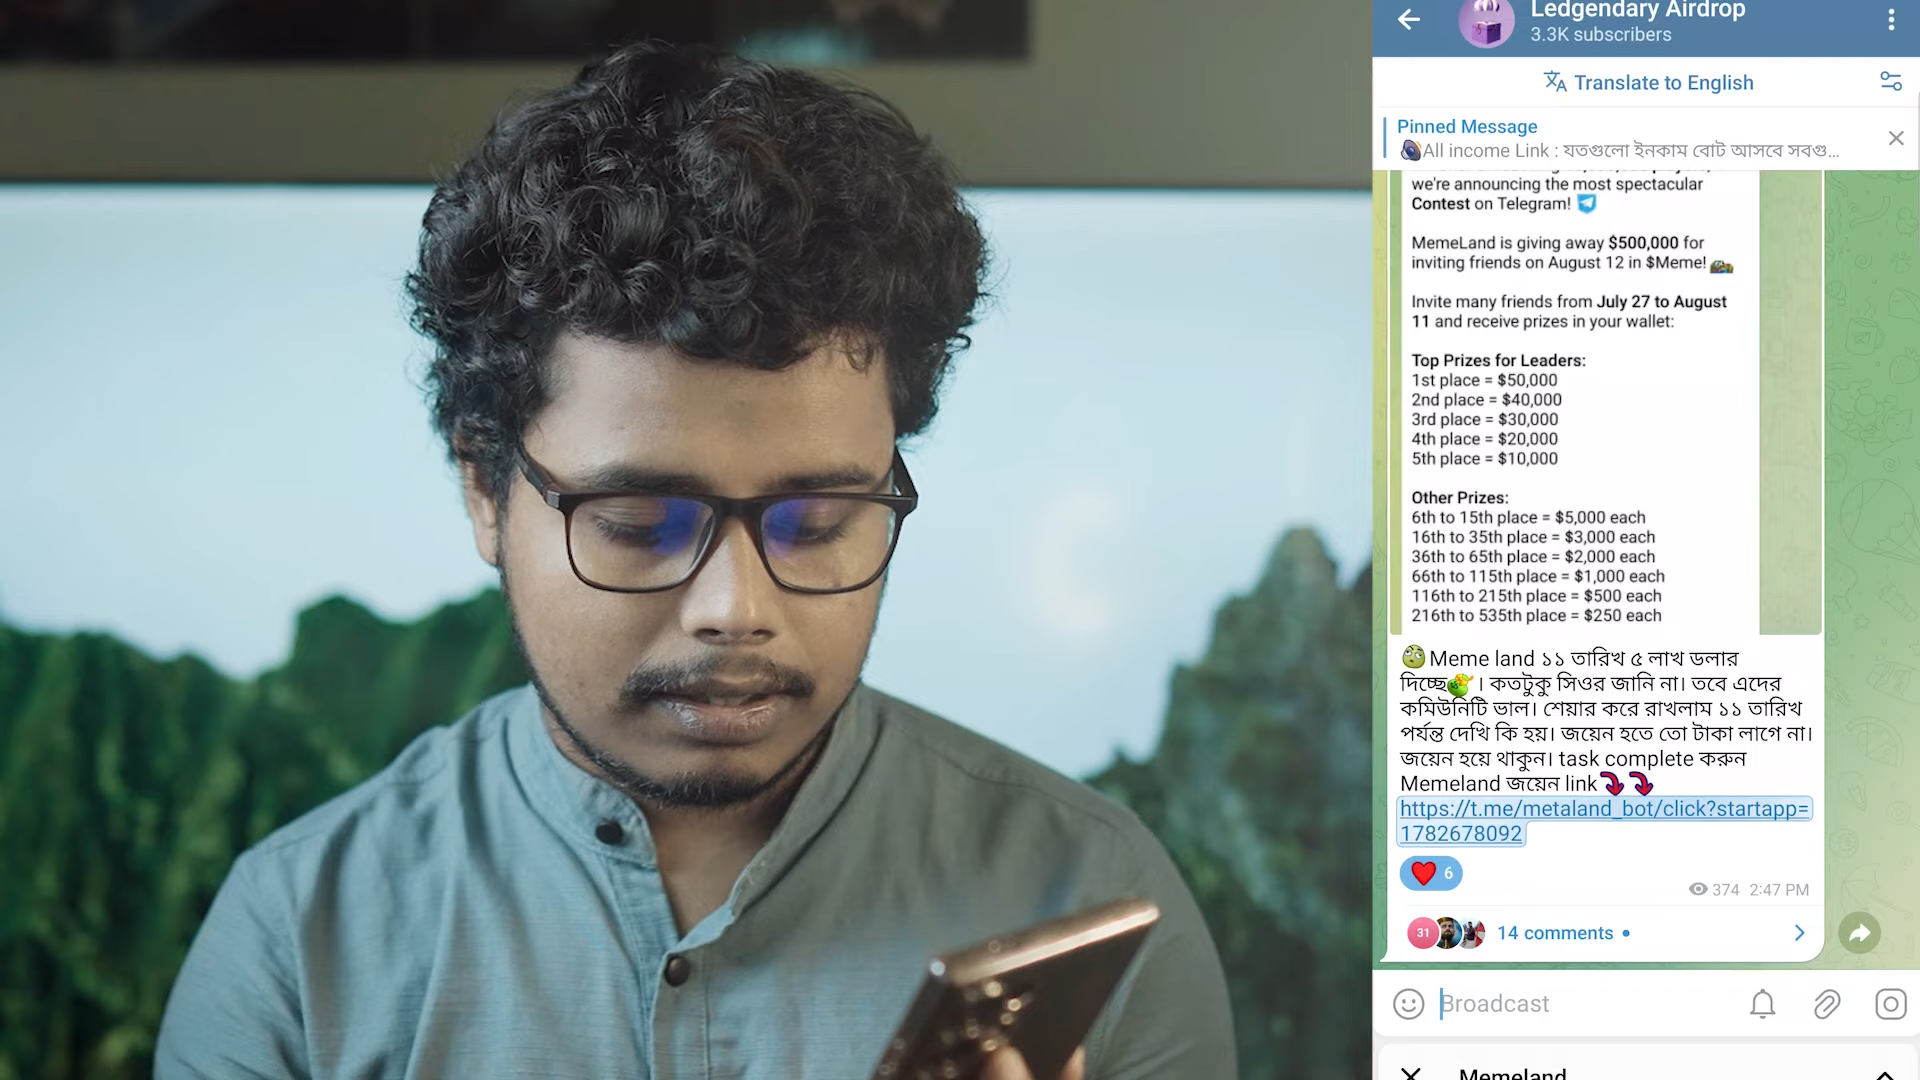 Ledgendary Airdrop
3.3K subscribers
Translate to English
Pinned Message
All income Link : যতগুলো ইনকাম বোট আসবে সবগু...
we're announcing the most spectacular
Contest on Telegram!
MemeLand is giving away $500,000 for
inviting friends on August 12 in $Meme!
Invite many friends from July 27 to August
11 and receive prizes in your wallet:
Top Prizes for Leaders:
1st place = $50,000
2nd place = $40,000
3rd place = $30,000
4th place = $20,000
5th place = $10,000
Other Prizes:
6th to 15th place = $5,000 each
16th to 35th place = $3,000 each
36th to 65th place = $2,000 each
66th to 115th place = $1,000 each
116th to 215th place = $500 each
216th to 535th place = $250 each
Meme land ১১ তারিখ ৫ লাখ ডলার
দিচ্ছে । কতটুকু সিওর জানি না। তবে এদের
কমিউনিটি ভাল। শেয়ার করে রাখলাম ১১ তারিখ
পর্যন্ত দেখি কি হয়। জয়েন হতে তো টাকা লাগে না।
জয়েন হয়ে থাকুন। task complete করুন
Memeland জয়েন link
https://t.me/metaland_bot/click?startapp=
1782678092
6
374 2:47 PM
31
14 comments
Broadcast
Memeland